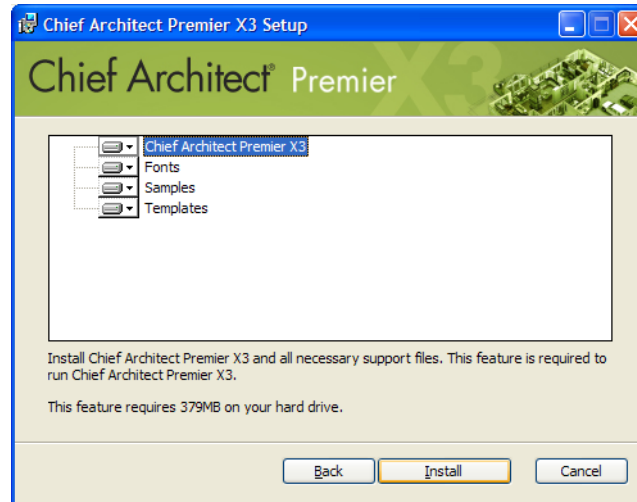 Chief Architect Premier X3 Setup
Chief Architect® Premier
X3
Chief Architect Premier X3
Fonts
Samples
Templates
Install Chief Architect Premier X3 and all necessary support files. This feature is required to
run Chief Architect Premier X3.
This feature requires 379MB on your hard drive.
Back Install Cancel